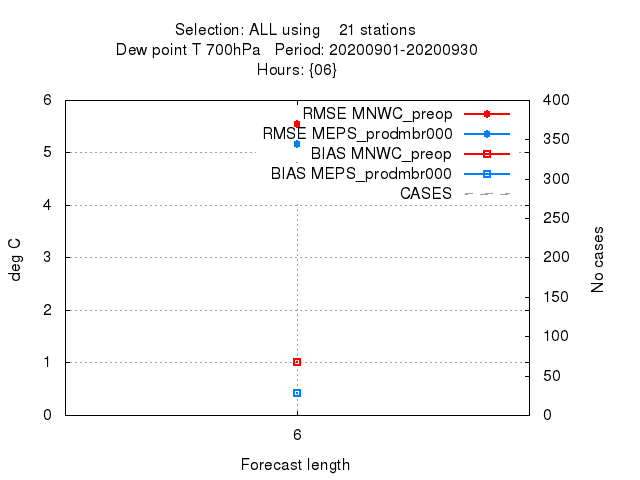 Selection: ALL using    21 stations
Dew point T 700hPa   Period: 20200901-20200930
Hours: {06}
RMSE MNWC_preop
RMSE MEPS_prodmbr000
BIAS MNWC_preop
BIAS MEPS_prodmbr000
CASES
6
5
4
3
2
1
0
deg C
400
350
300
250
200
150
100
50
0
No cases
6
Forecast length